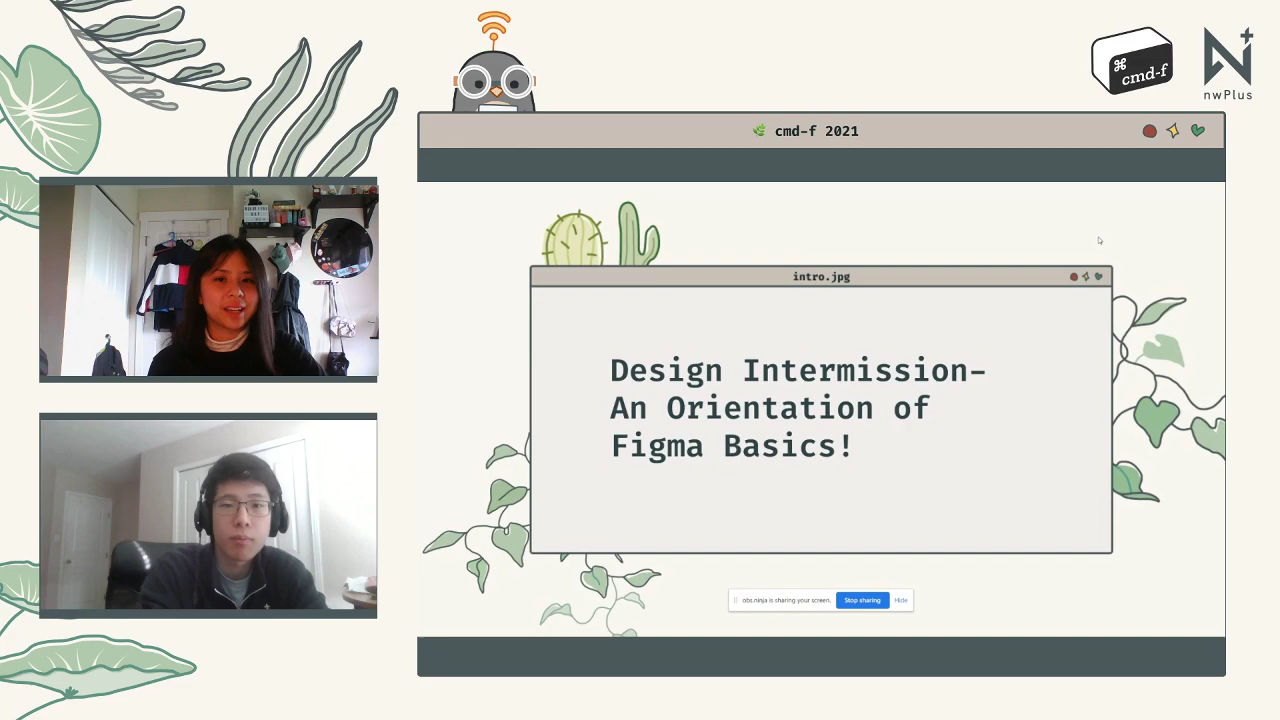 ⌘
cmd-f
nwPlus
cmd-f 2021
intro.jpg
Design Intermission-
An Orientation of
Figma Basics!
obs.ninja is sharing your screen.
Stop sharing
Hide